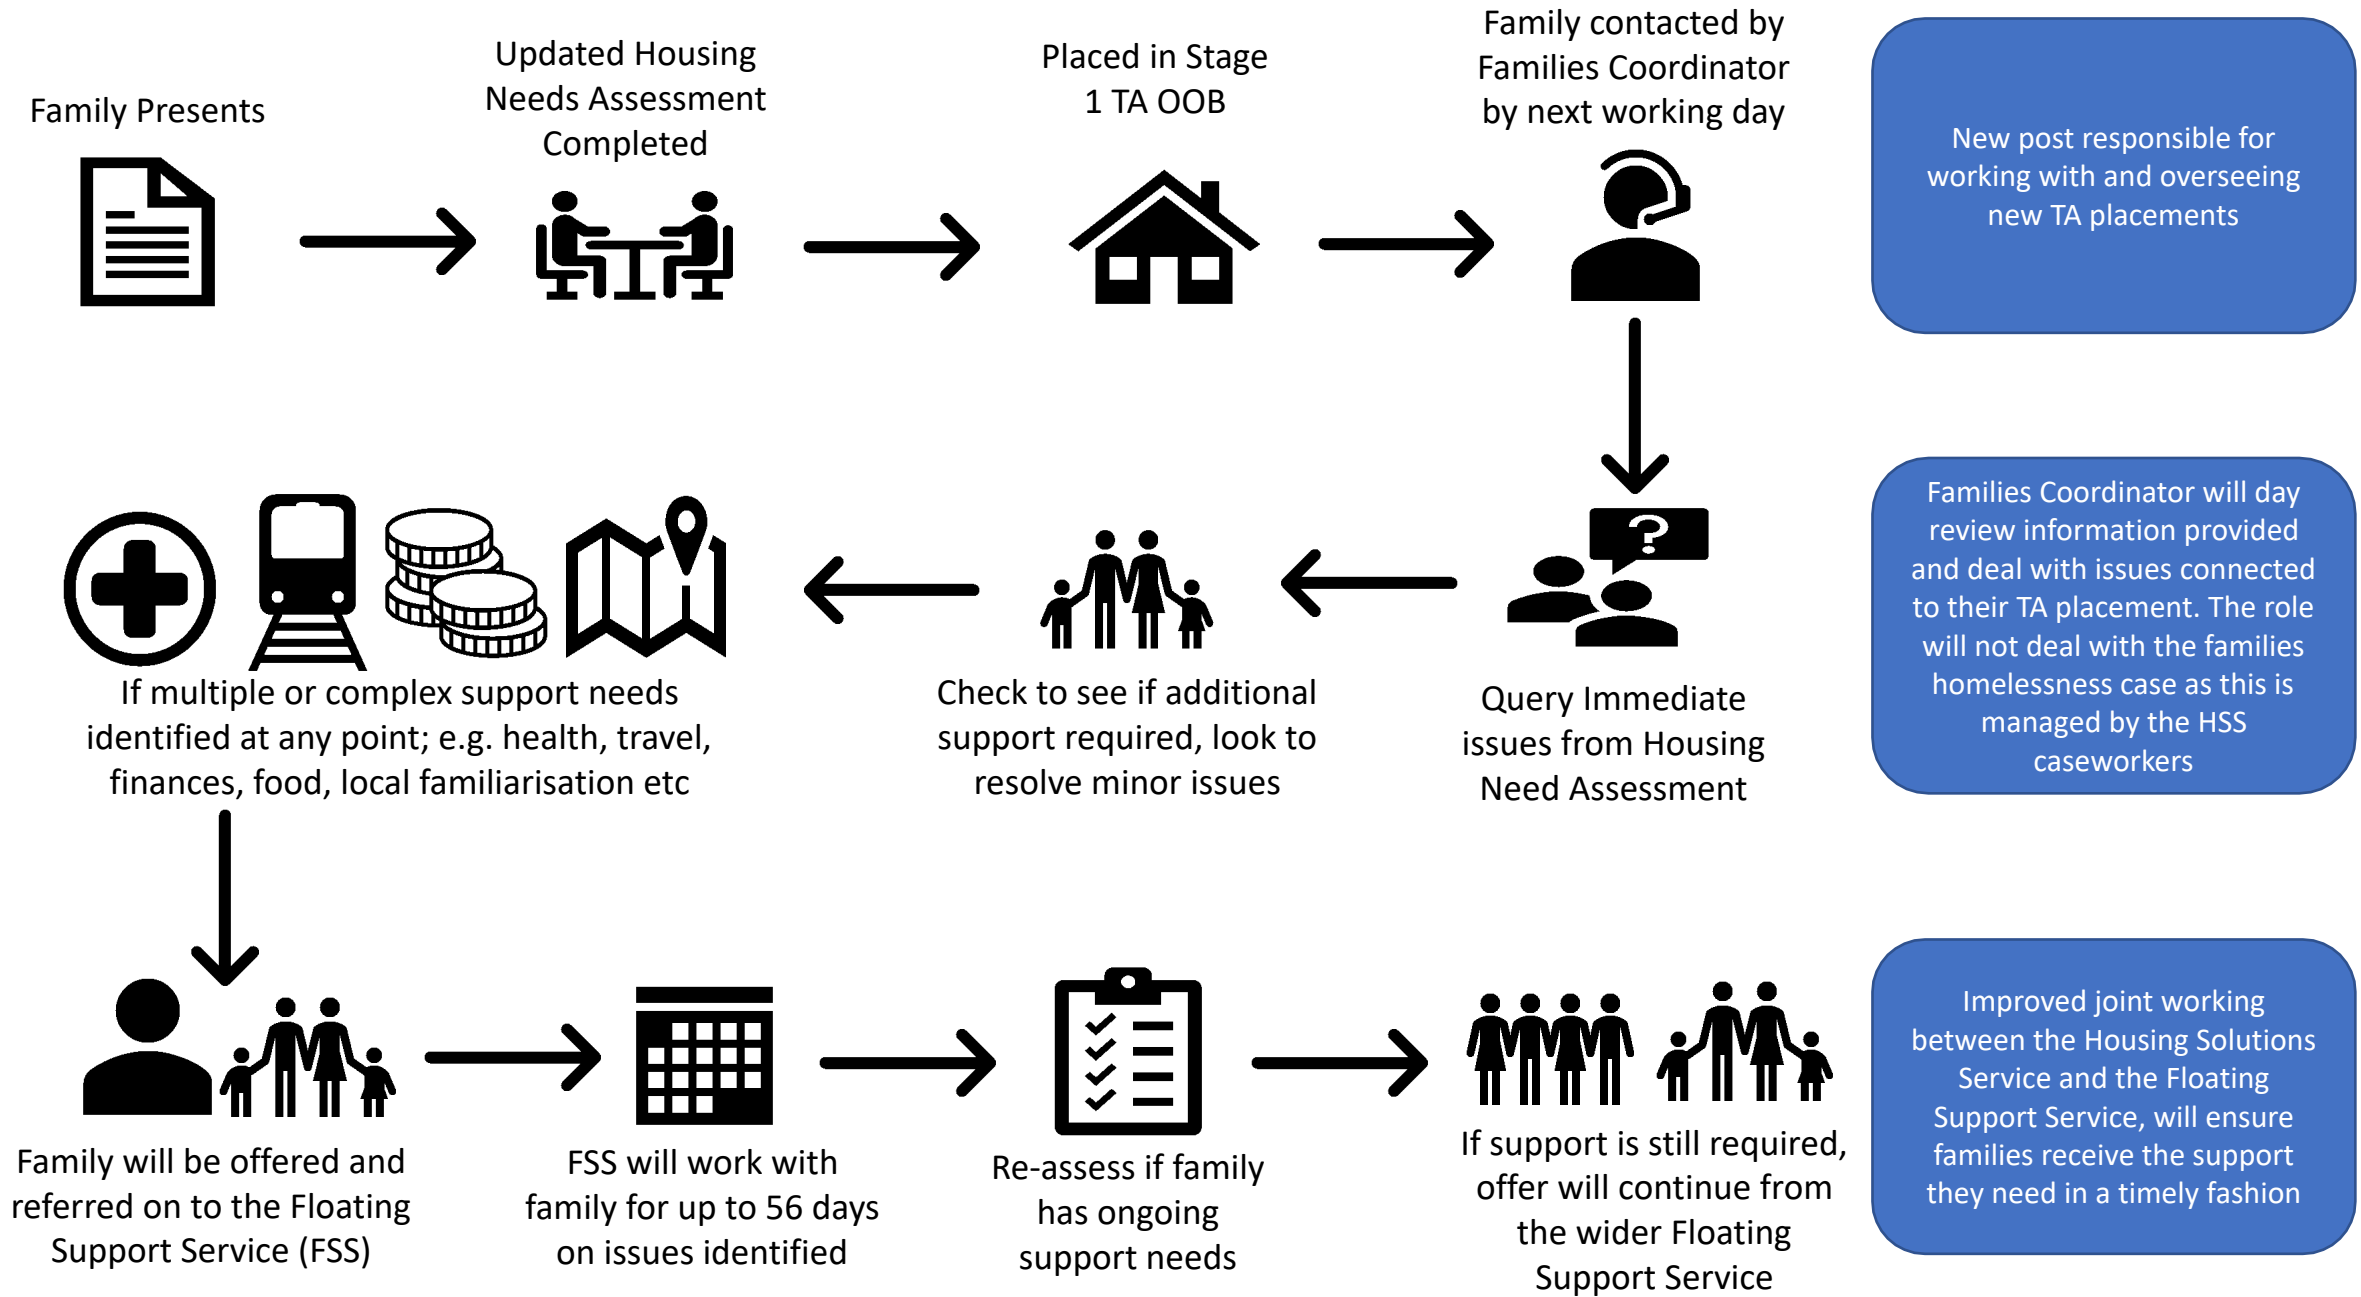 Family Presents
Updated Housing
Needs Assessment
Completed
Placed in Stage
1 TA OOB
Family contacted by
Families Coordinator
by next working day
New post responsible for
working with and overseeing
new TA placements
If multiple or complex support needs
identified at any point; e.g. health, travel,
finances, food, local familiarisation etc
Check to see if additional
support required, look to
resolve minor issues
?
Query Immediate
issues from Housing
Need Assessment
Families Coordinator will day
review information provided
and deal with issues connected
to their TA placement. The role
will not deal with the families
homelessness case as this is
managed by the HSS
caseworkers
Family will be offered and
referred on to the Floating
Support Service (FSS)
FSS will work with
family for up to 56 days
on issues identified
Re-assess if family
has ongoing
support needs
If support is still required,
offer will continue from
the wider Floating
Support Service
Improved joint working
between the Housing Solutions
Service and the Floating
Support Service, will ensure
families receive the support
they need in a timely fashion